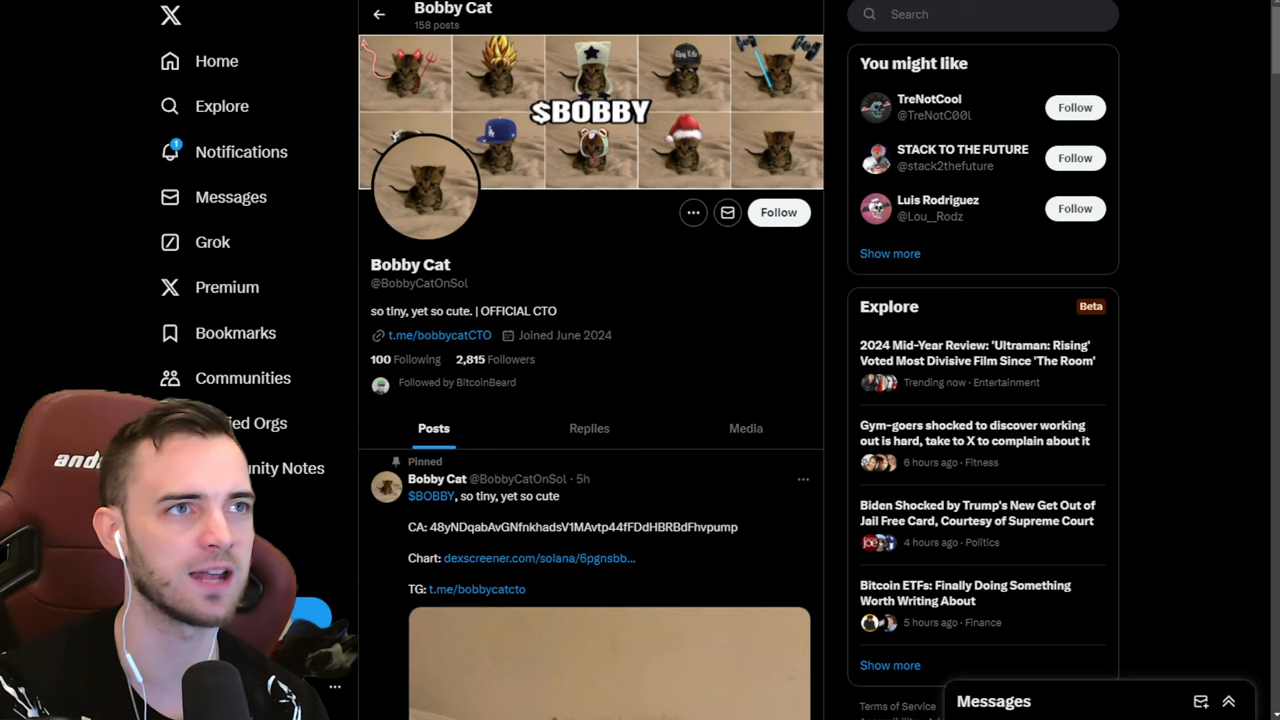 Home
Explore
1
Notifications
Messages
Grok
Premium
Bookmarks
Communities
ied Orgs
unity Notes
and
Bobby Cat
158 posts
Thug Life
$BOBBY
Follow
Bobby Cat
@BobbyCatOnSol
so tiny, yet so cute. | OFFICIAL CTO
t.me/bobbycatCTO Joined June 2024
100 Following 2,815 Followers
Followed by BitcoinBeard
Posts Replies Media
Pinned
Bobby Cat @BobbyCatOnSol · 5h
$BOBBY, so tiny, yet so cute
CA: 48yNDqabAvGNfnkhadsV1MAvtp44fFDdHBRBdFhvpump
Chart: dexscreener.com/solana/6pgnsbb...
TG: t.me/bobbycatcto
Search
You might like
TreNotCool
@TreNotC00l
Follow
STACK TO THE FUTURE
@stack2thefuture
Follow
Luis Rodriguez
@Lou__Rodz
Follow
Show more
Explore
Beta
2024 Mid-Year Review: 'Ultraman: Rising'
Voted Most Divisive Film Since 'The Room'
Trending now · Entertainment
Gym-goers shocked to discover working
out is hard, take to X to complain about it
6 hours ago · Fitness
Biden Shocked by Trump's New Get Out of
Jail Free Card, Courtesy of Supreme Court
4 hours ago · Politics
Bitcoin ETFs: Finally Doing Something
Worth Writing About
5 hours ago · Finance
Show more
Terms of Service
Messages